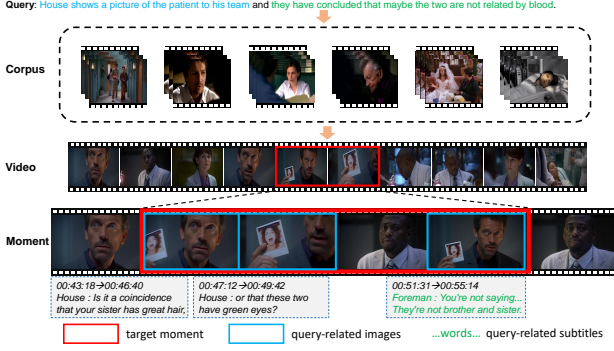 Query: House shows a picture of the patient to his team and they have concluded that maybe the two are not related by blood.
Corpus
Video
Moment
00:43:18→00:46:40
House : Is it a coincidence
that your sister has great hair,
00:47:12→00:49:42
House : or that these two
have green eyes?
00:51:31→00:55:14
Foreman : You're not saying...
They're not brother and sister.
target moment
query-related images
...words... query-related subtitles